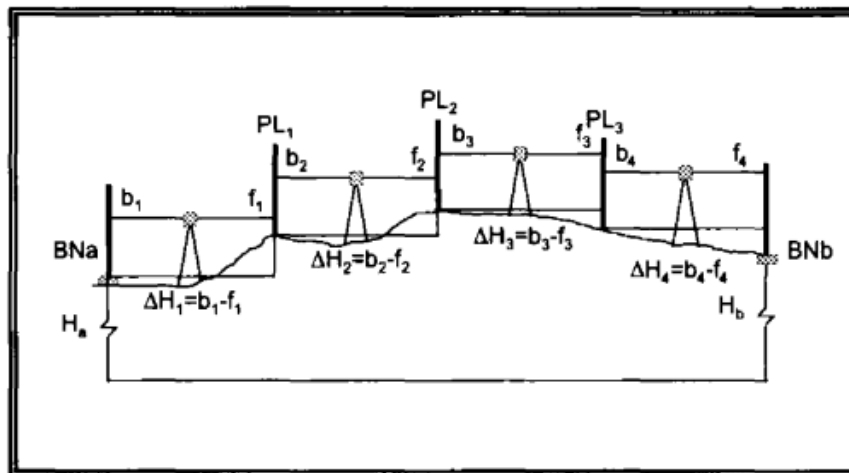 PL₂
PL₁ b₃ f₃ PL₃
b₂ f₂ b₄ f₄
b₁ f₁
BNa BNb
ΔH₁=b₁-f₁ ΔH₂=b₂-f₂ ΔH₃=b₃-f₃ ΔH₄=b₄-f₄
Hₐ H_b